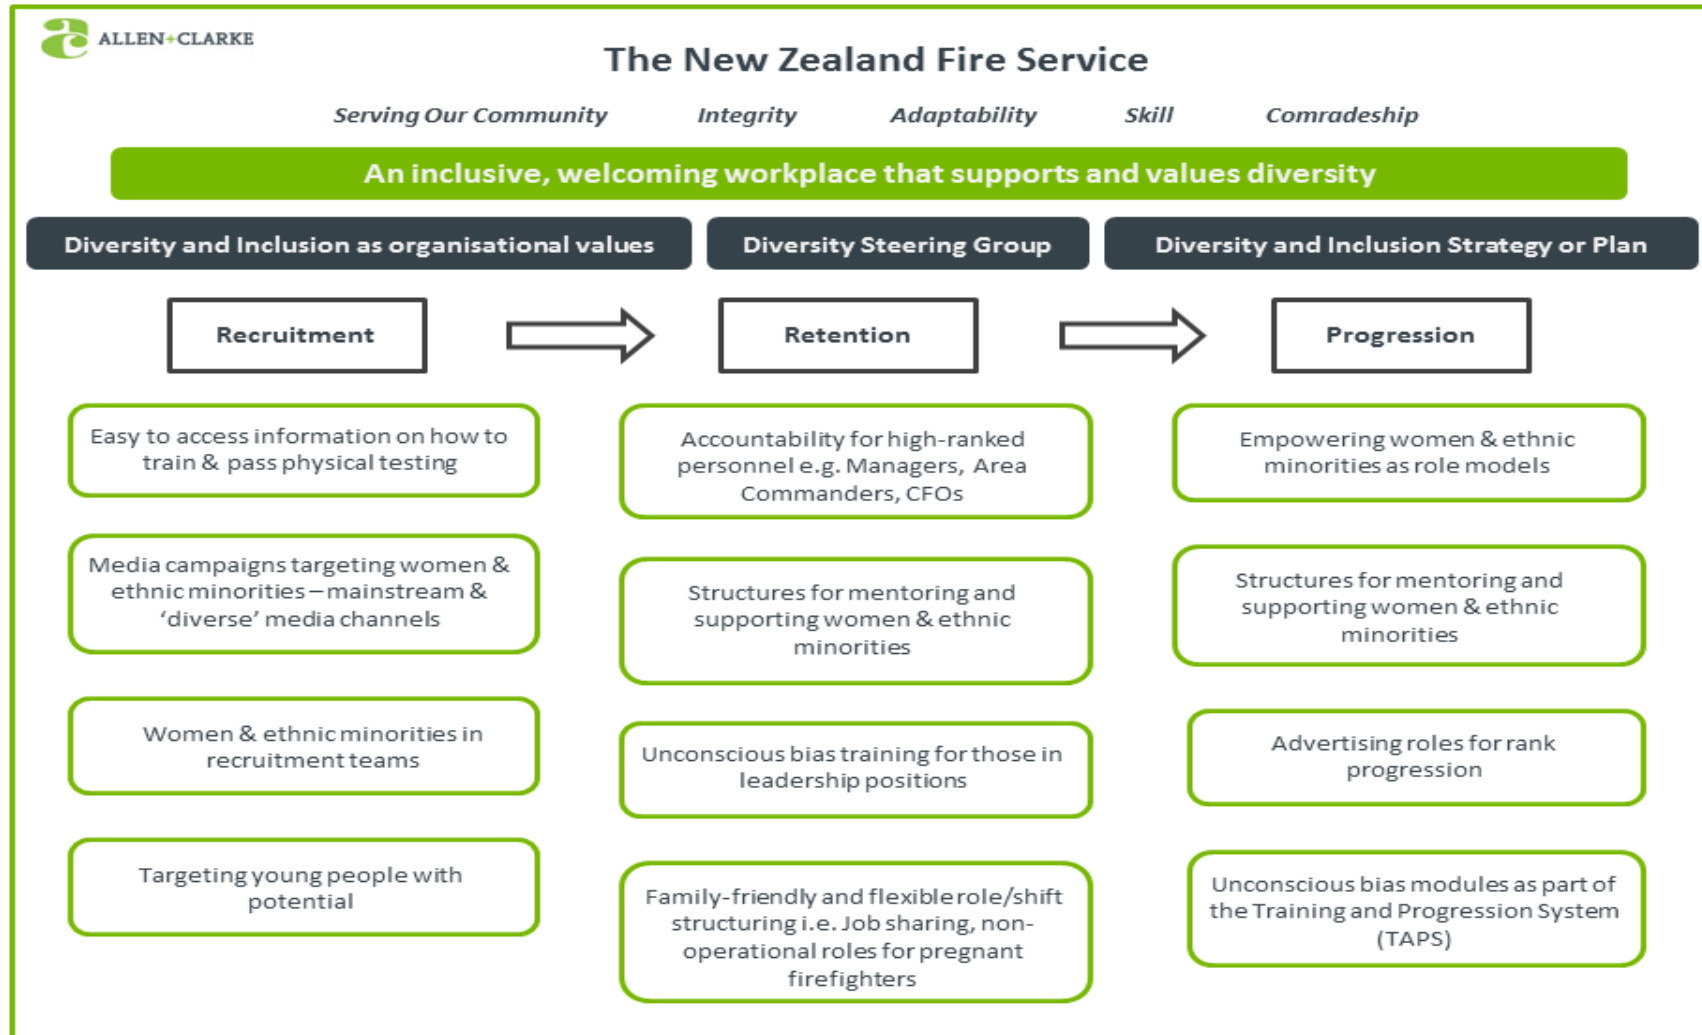 ALLEN+CLARKE
The New Zealand Fire Service
Serving Our Community Integrity Adaptability Skill Comradeship
An inclusive, welcoming workplace that supports and values diversity
Diversity and Inclusion as organisational values
Diversity Steering Group
Diversity and Inclusion Strategy or Plan
Recruitment
Easy to access information on how to
train & pass physical testing
Media campaigns targeting women &
ethnic minorities – mainstream &
‘diverse’ media channels
Women & ethnic minorities in
recruitment teams
Targeting young people with
potential
Retention
Accountability for high-ranked
personnel e.g. Managers, Area
Commanders, CFOs
Structures for mentoring and
supporting women & ethnic
minorities
Unconscious bias training for those in
leadership positions
Family-friendly and flexible role/shift
structuring i.e. Job sharing, non-
operational roles for pregnant
firefighters
Progression
Empowering women & ethnic
minorities as role models
Structures for mentoring and
supporting women & ethnic
minorities
Advertising roles for rank
progression
Unconscious bias modules as part of
the Training and Progression System
(TAPS)